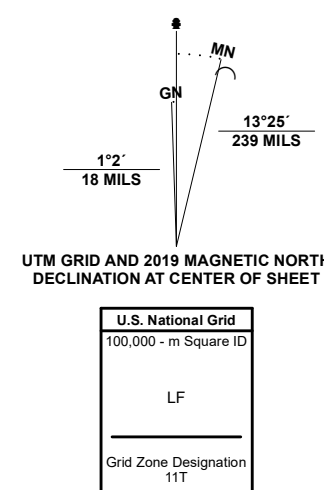 MN
GN
13°25´
239 MILS
1°2´
18 MILS
UTM GRID AND 2019 MAGNETIC NORTH
DECLINATION AT CENTER OF SHEET
U.S. National Grid
100,000 - m Square ID
LF
Grid Zone Designation
11T